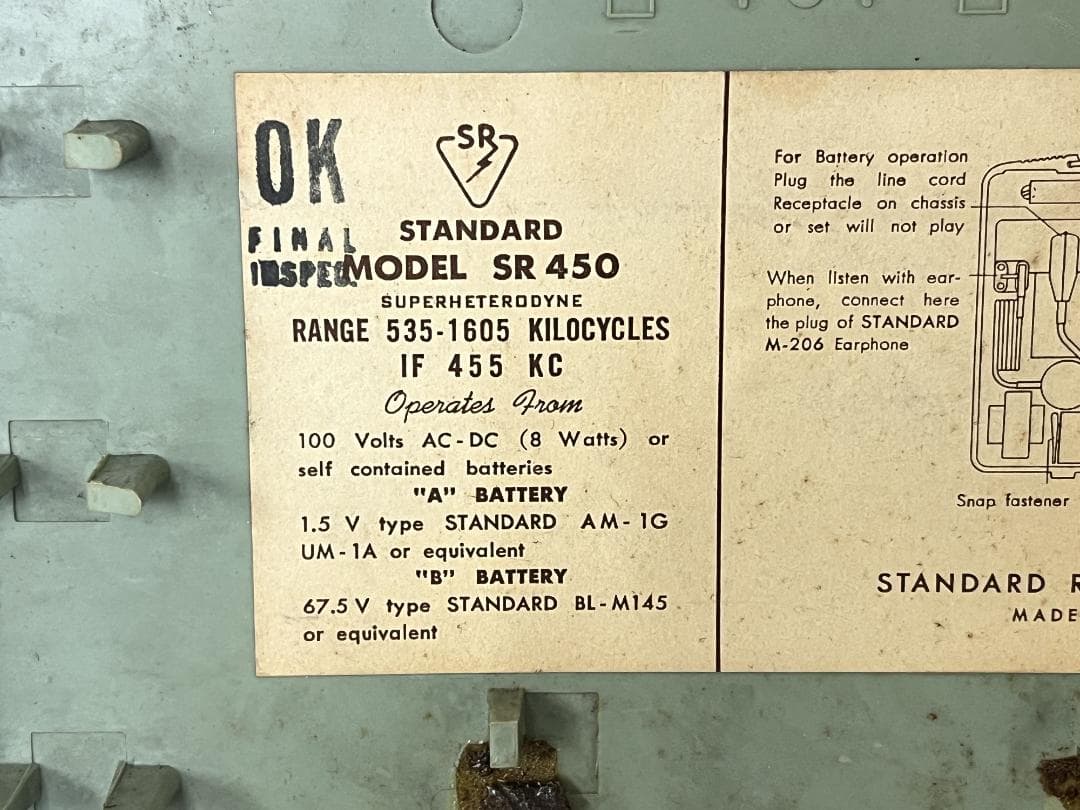 OK
FINAL
INSPEC.
SR
STANDARD
MODEL SR 450
SUPERHETERODYNE
RANGE 535-1605 KILOCYCLES
IF 455 KC
Operates From
100 Volts AC-DC (8 Watts) or
self contained batteries
"A" BATTERY
1.5 V type STANDARD AM-1G
UM-1A or equivalent
"B" BATTERY
67.5 V type STANDARD BL-M145
or equivalent
For Battery operation
Plug the line cord
Receptacle on chassis
or set will not play
When listen with ear-
phone, connect here
the plug of STANDARD
M-206 Earphone
Snap fastener
STANDARD R
MADE